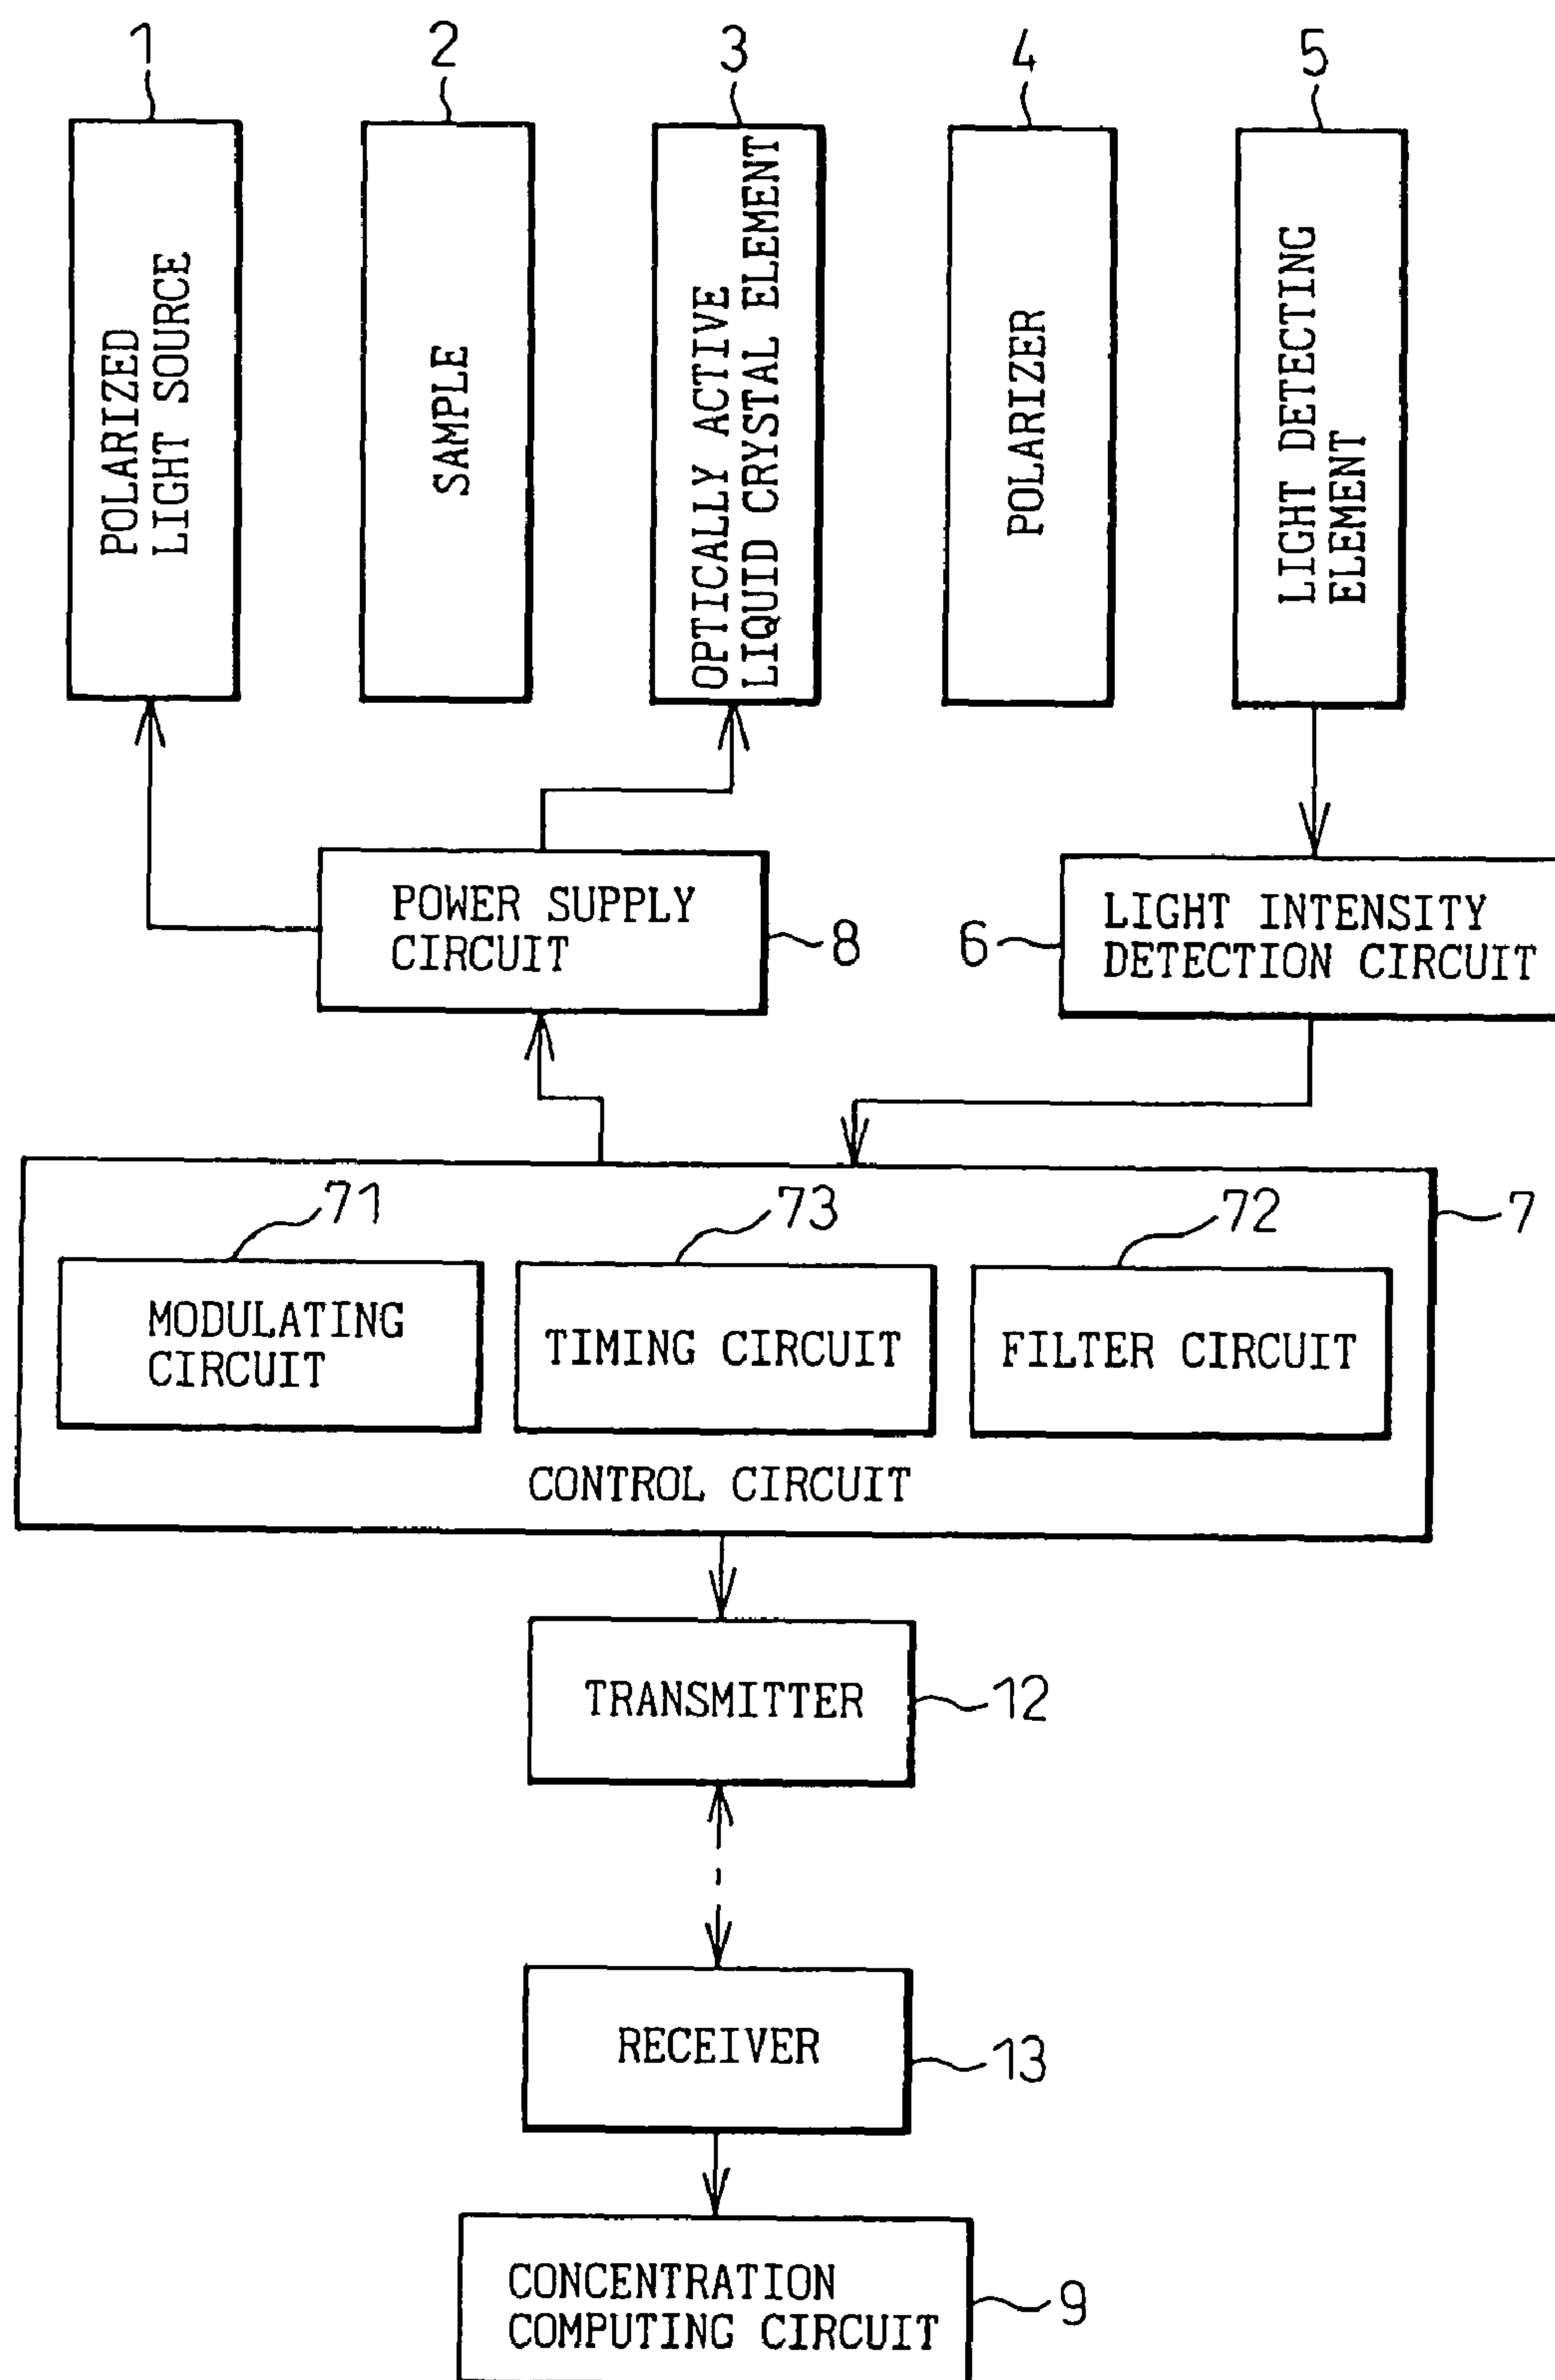 1
2
3
4
5
POLARIZED
LIGHT SOURCE
SAMPLE
OPTICALLY ACTIVE
LIQUID CRYSTAL ELEMENT
POLARIZER
LIGHT DETECTING
ELEMENT
POWER SUPPLY
CIRCUIT
8
6
LIGHT INTENSITY
DETECTION CIRCUIT
71
73
72
7
MODULATING
CIRCUIT
TIMING CIRCUIT
FILTER CIRCUIT
CONTROL CIRCUIT
TRANSMITTER
12
RECEIVER
13
CONCENTRATION
COMPUTING CIRCUIT
9